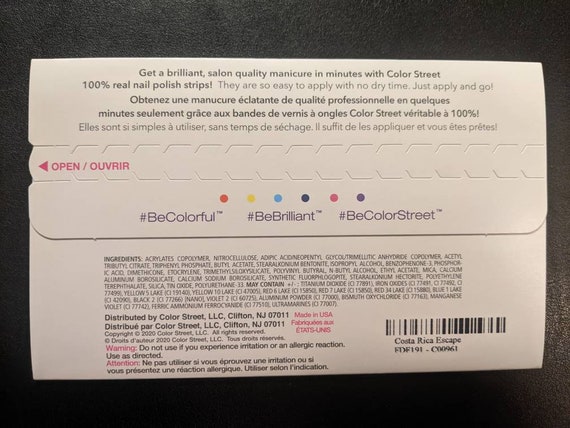 Get a brilliant, salon quality manicure in minutes with Color Street
100% real nail polish strips! They are so easy to apply with no dry time. Just apply and go!
Obtenez une manucure éclatante de qualité professionnelle en quelques
minutes seulement grâce aux bandes de vernis à ongles Color Street véritable à 100%!
Elles sont si simples à utiliser, sans temps de séchage. Il suffit de les appliquer et vous êtes prêtes!
OPEN / OUVRIR
#BeColorful™ #BeBrilliant™ #BeColorStreet™
INGREDIENTS: ACRYLATES COPOLYMER, NITROCELLULOSE, ADIPIC ACID/NEOPENTYL GLYCOL/TRIMELLITIC ANHYDRIDE COPOLYMER, ACETYL
TRIBUTYL CITRATE, TRIPHENYL PHOSPHATE, BUTYL ACETATE, STEARALKONIUM BENTONITE, ISOPROPYL ALCOHOL, BENZOPHENONE-3, PHOSPHOR-
IC ACID, DIMETHICONE, ETOCRYLENE, TRIMETHYLSILOXYSILICATE, POLYVINYL BUTYRAL, N-BUTYL ALCOHOL, ETHYL ACETATE, MICA, CALCIUM
ALUMINUM BOROSILICATE, CALCIUM SODIUM BOROSILICATE, SYNTHETIC FLUORPHLOGOPITE, STEARALKONIUM HECTORITE, POLYETHYLENE
TEREPHTHALATE, SILICA, TIN OXIDE, POLYURETHANE-33. MAY CONTAIN +/- : TITANIUM DIOXIDE (CI 77891), IRON OXIDES (CI 77491, CI 77492, CI
77499), YELLOW 5 LAKE (CI 19140), YELLOW 10 LAKE (CI 47005), RED 6 LAKE (CI 15850), RED 7 LAKE (CI 15850), RED 34 LAKE (CI 15880), BLUE 1 LAKE
(CI 42090), BLACK 2 (CI 77266) [NANO], VIOLET 2 (CI 60725), ALUMINUM POWDER (CI 77000), BISMUTH OXYCHLORIDE (CI 77163), MANGANESE
VIOLET (CI 77742), FERRIC AMMONIUM FERROCYANIDE (CI 77510), ULTRAMARINES (CI 77007).
Distributed by Color Street, LLC, Clifton, NJ 07011 Made in USA
Distribué par Color Street, LLC, Clifton, NJ 07011 Fabriquées aux
ÉTATS-UNIS
Copyright © 2020 Color Street, LLC. All rights reserved.
© Droits d'auteur 2020 Color Street, LLC. Tous droits réservés.
Warning: Do not use if you experience irritation or an allergic reaction.
Use as directed.
Attention: Ne pas utiliser si vous éprouvez une irritation ou si
vous présentez une réaction allergique. Utiliser selon l'indication.
Costa Rica Escape
FDF191 - C00961